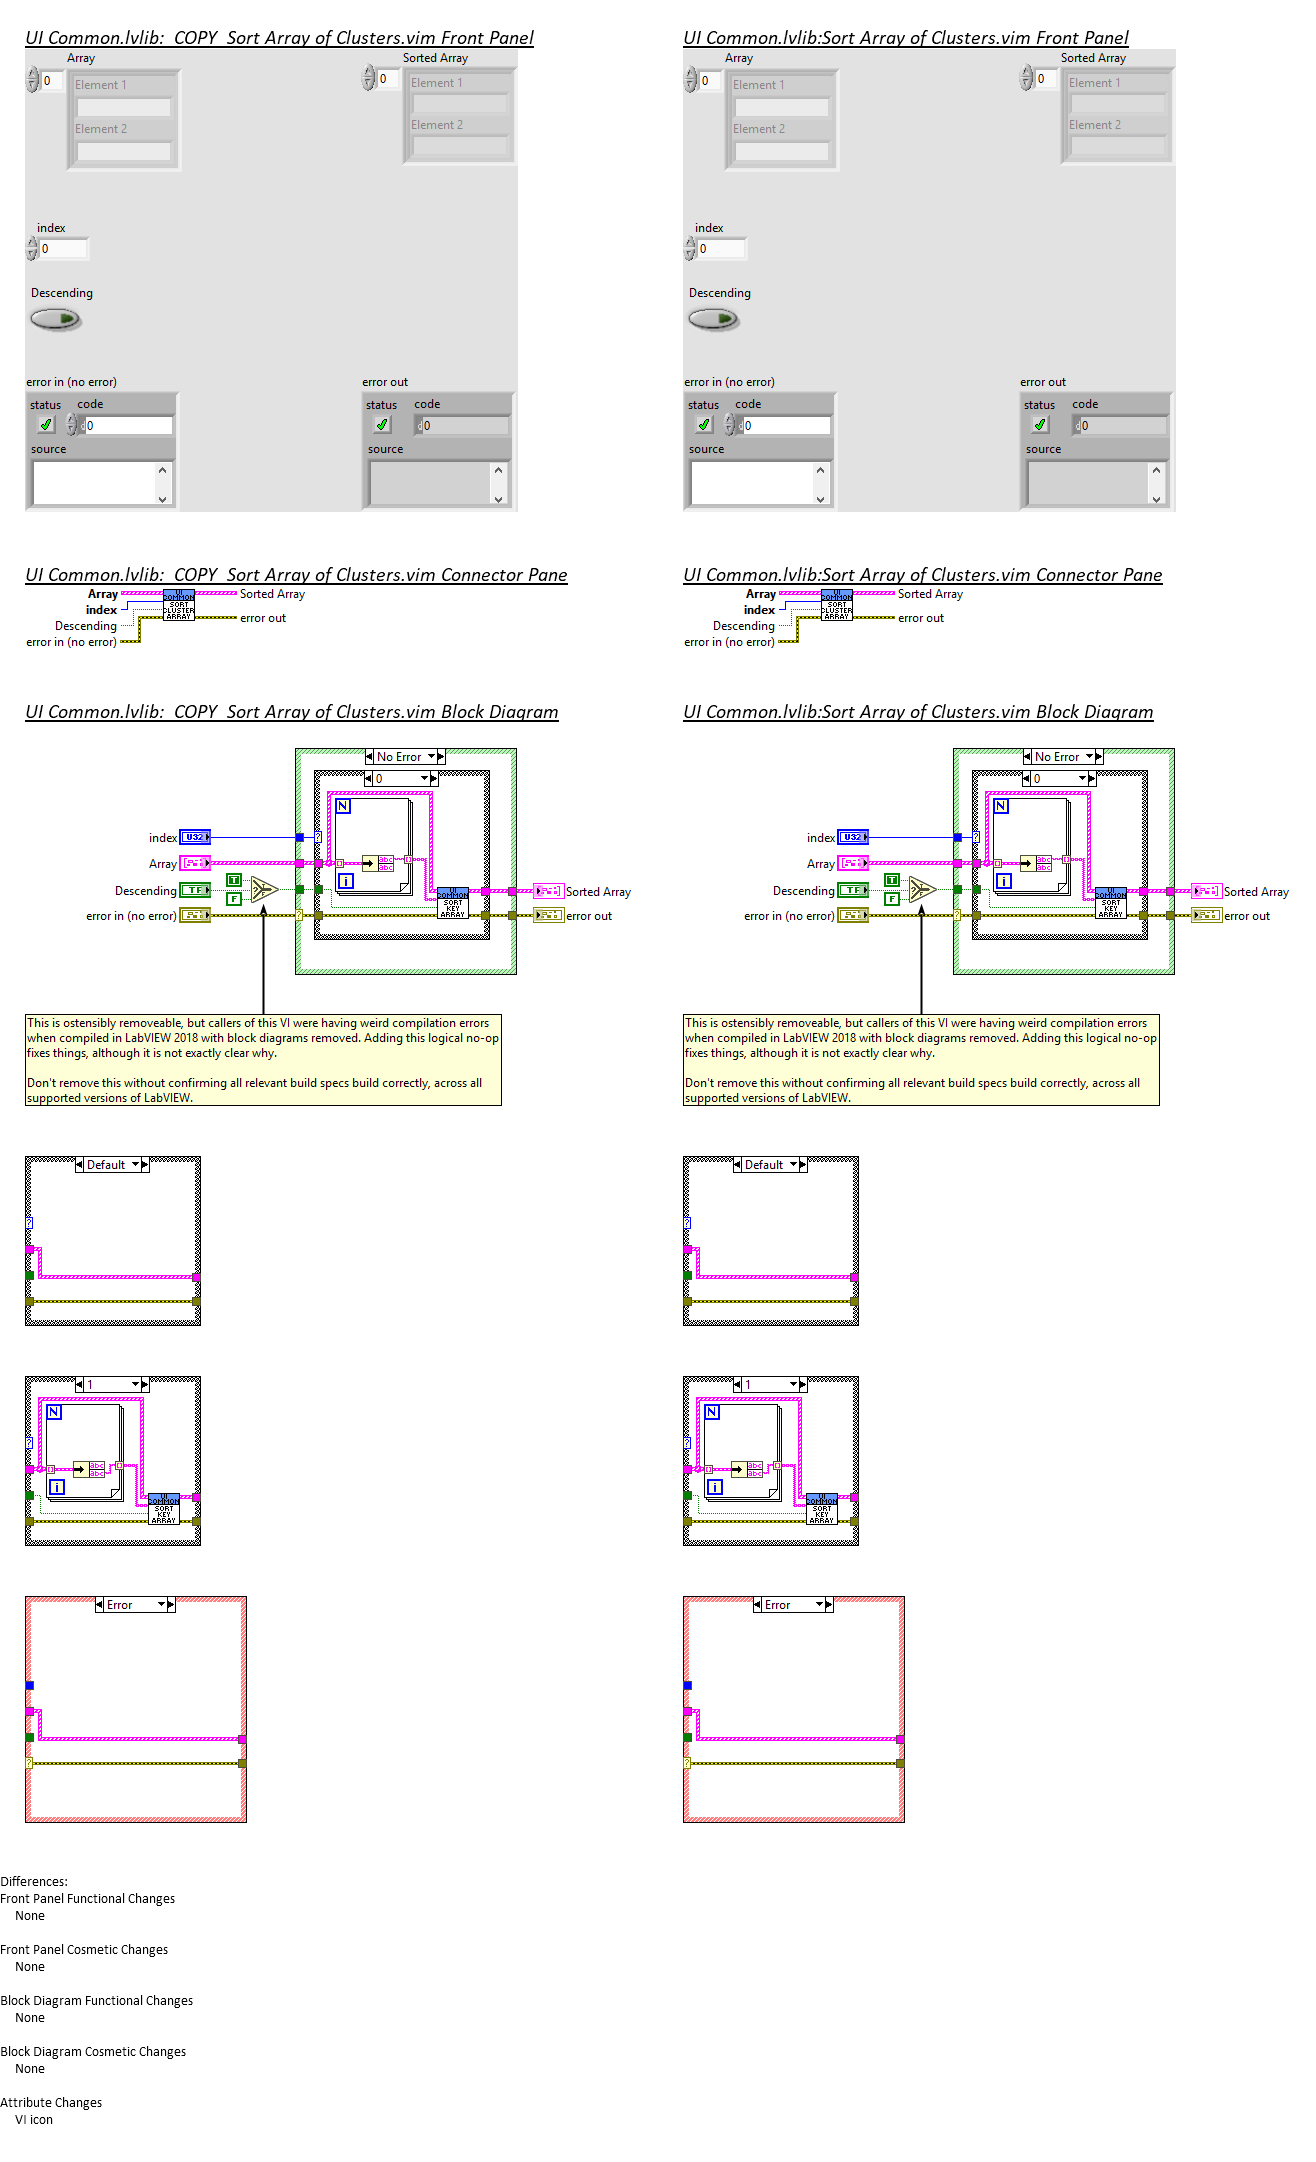 UI Common.lvlib:  COPY  Sort Array of Clusters.vim Front Panel
Array
Sorted Array
0
0
Element 1
Element 1
Element 2
Element 2
index
0
Descending
error in (no error)
error out
status code
status code
0
0
source
source
UI Common.lvlib:Sort Array of Clusters.vim Front Panel
Array
Sorted Array
0
0
Element 1
Element 1
Element 2
Element 2
index
0
Descending
error in (no error)
error out
status code
status code
0
0
source
source
UI Common.lvlib:  COPY  Sort Array of Clusters.vim Connector Pane
Array
index
Descending
error in (no error)
UI COMMON
SORT
CLUSTER
ARRAY
Sorted Array
error out
UI Common.lvlib:Sort Array of Clusters.vim Connector Pane
Array
index
Descending
error in (no error)
UI COMMON
SORT
CLUSTER
ARRAY
Sorted Array
error out
UI Common.lvlib:  COPY  Sort Array of Clusters.vim Block Diagram
No Error
0
N
index U32
Array
abc
abc
Descending TF
T
F
i
UI COMMON
SORT
KEY
ARRAY
Sorted Array
error in (no error)
error out
This is ostensibly removeable, but callers of this VI were having weird compilation errors
when compiled in LabVIEW 2018 with block diagrams removed. Adding this logical no-op
fixes things, although it is not exactly clear why.
Don't remove this without confirming all relevant build specs build correctly, across all
supported versions of LabVIEW.
Default
?
1
N
?
abc
abc
i
UI COMMON
SORT
KEY
ARRAY
Error
?
UI Common.lvlib:Sort Array of Clusters.vim Block Diagram
No Error
0
N
index U32
Array
abc
abc
Descending TF
T
F
i
UI COMMON
SORT
KEY
ARRAY
Sorted Array
error in (no error)
error out
This is ostensibly removeable, but callers of this VI were having weird compilation errors
when compiled in LabVIEW 2018 with block diagrams removed. Adding this logical no-op
fixes things, although it is not exactly clear why.
Don't remove this without confirming all relevant build specs build correctly, across all
supported versions of LabVIEW.
Default
?
1
N
?
abc
abc
i
UI COMMON
SORT
KEY
ARRAY
Error
?
Differences:
Front Panel Functional Changes
None
Front Panel Cosmetic Changes
None
Block Diagram Functional Changes
None
Block Diagram Cosmetic Changes
None
Attribute Changes
VI icon